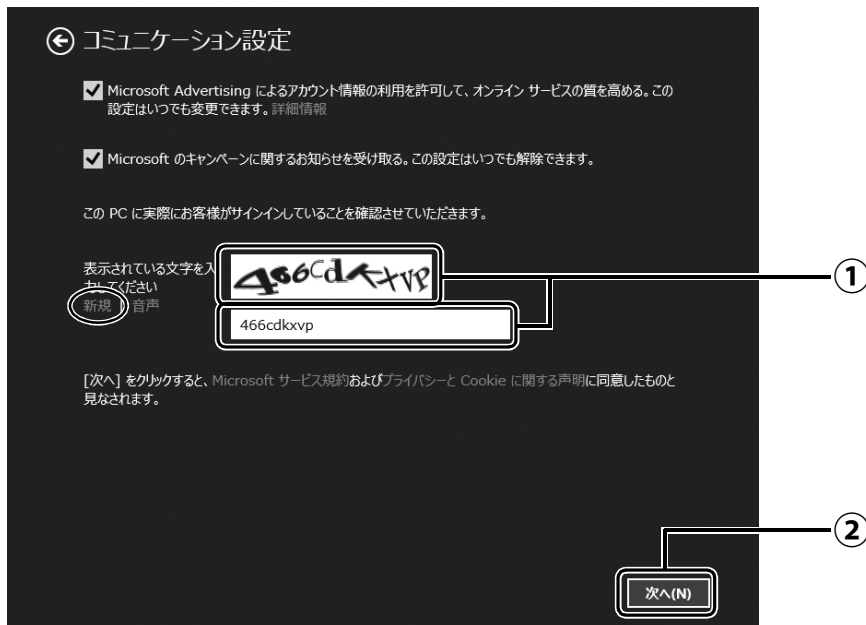 コミュニケーション設定
Microsoft Advertising によるアカウント情報の利用を許可して、オンライン サービスの質を高める。この
設定はいつでも変更できます。詳細情報
Microsoft のキャンペーンに関するお知らせを受け取る。この設定はいつでも解除できます。
この PC に実際にお客様がサインインしていることを確認させていただきます。
表示されている文字を入
力してください
新規 音声
466cdkxvp
466cdkxvp
①
[次へ] をクリックすると、Microsoft サービス規約およびプライバシーと Cookie に関する声明に同意したものと
見なされます。
②
次へ(N)